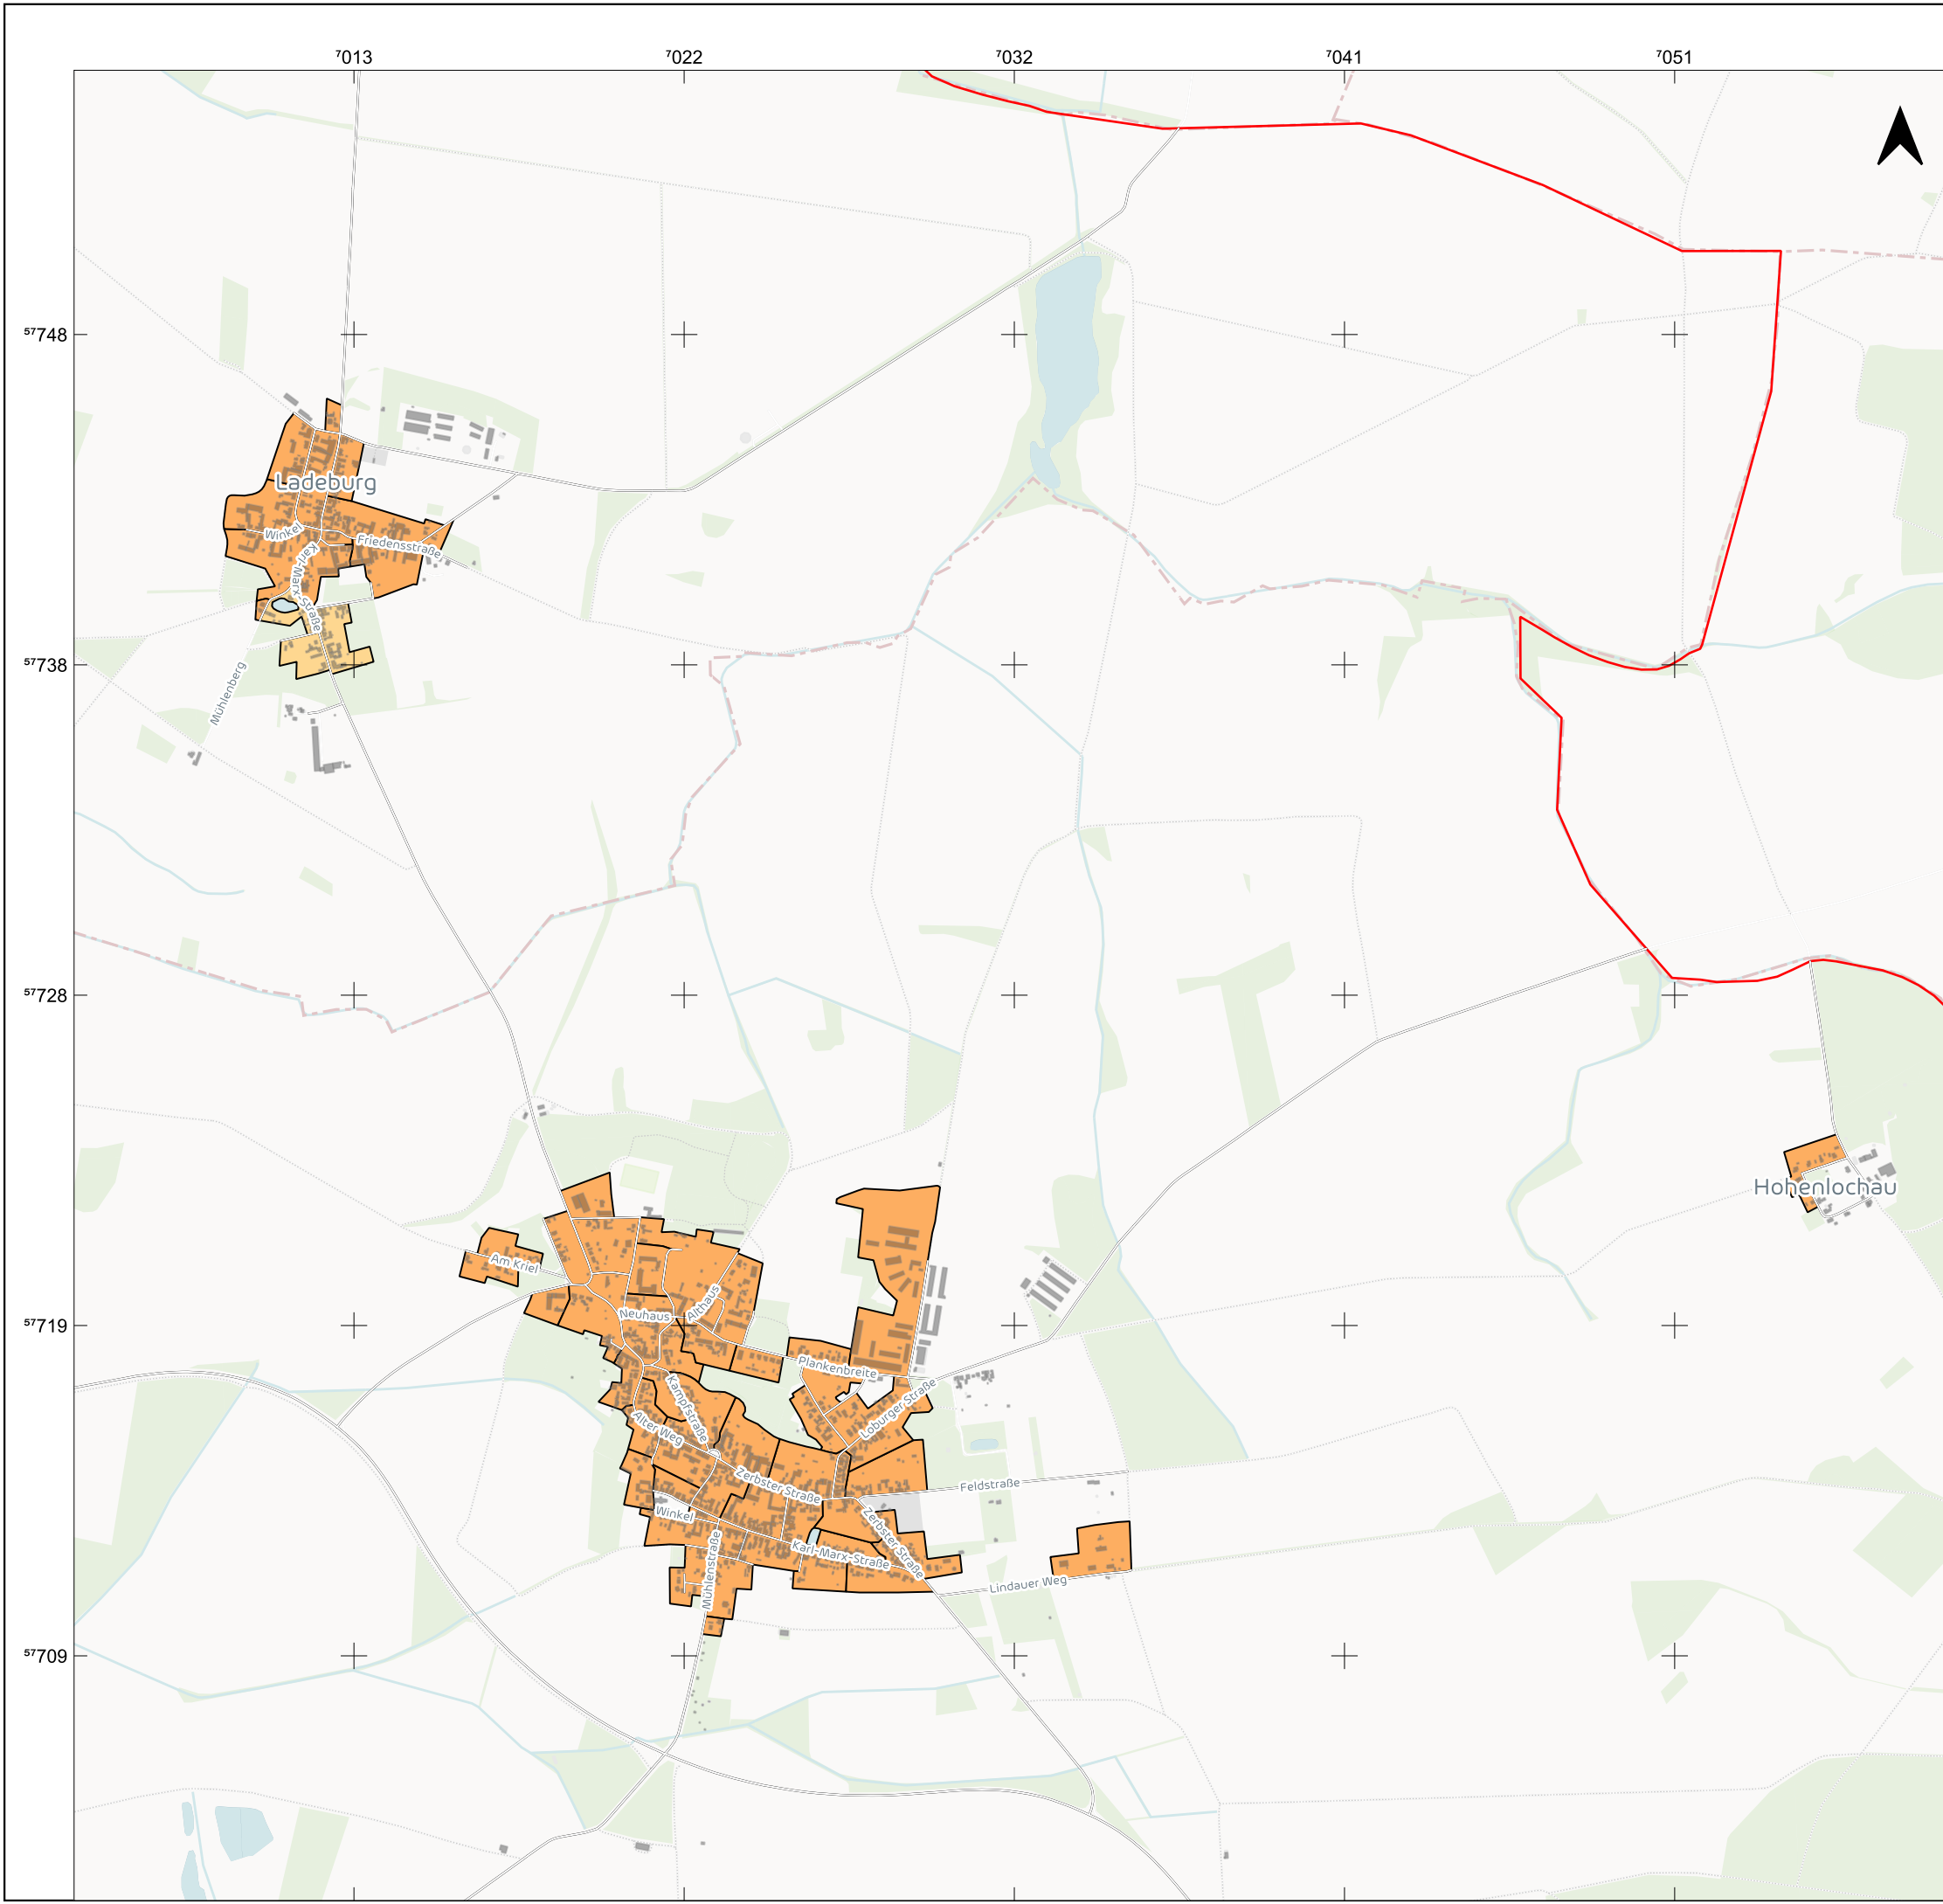 7013
7022
7032
7041
7051
57748
Ladeburg
Winkel
Friedensstraße
Karl-Marx-Straße
57738
Mühlenberg
57728
Hohenlochau
Am Kriel
57719
Neuhaus
Althaus
Plankenbreite
Kampfstraße
Loburger Straße
Alter Weg
Zerbster Straße
Feldstraße
Winkel
Zerbster Straße
Karl-Marx-Straße
Mühlenstraße
Lindauer Weg
57709